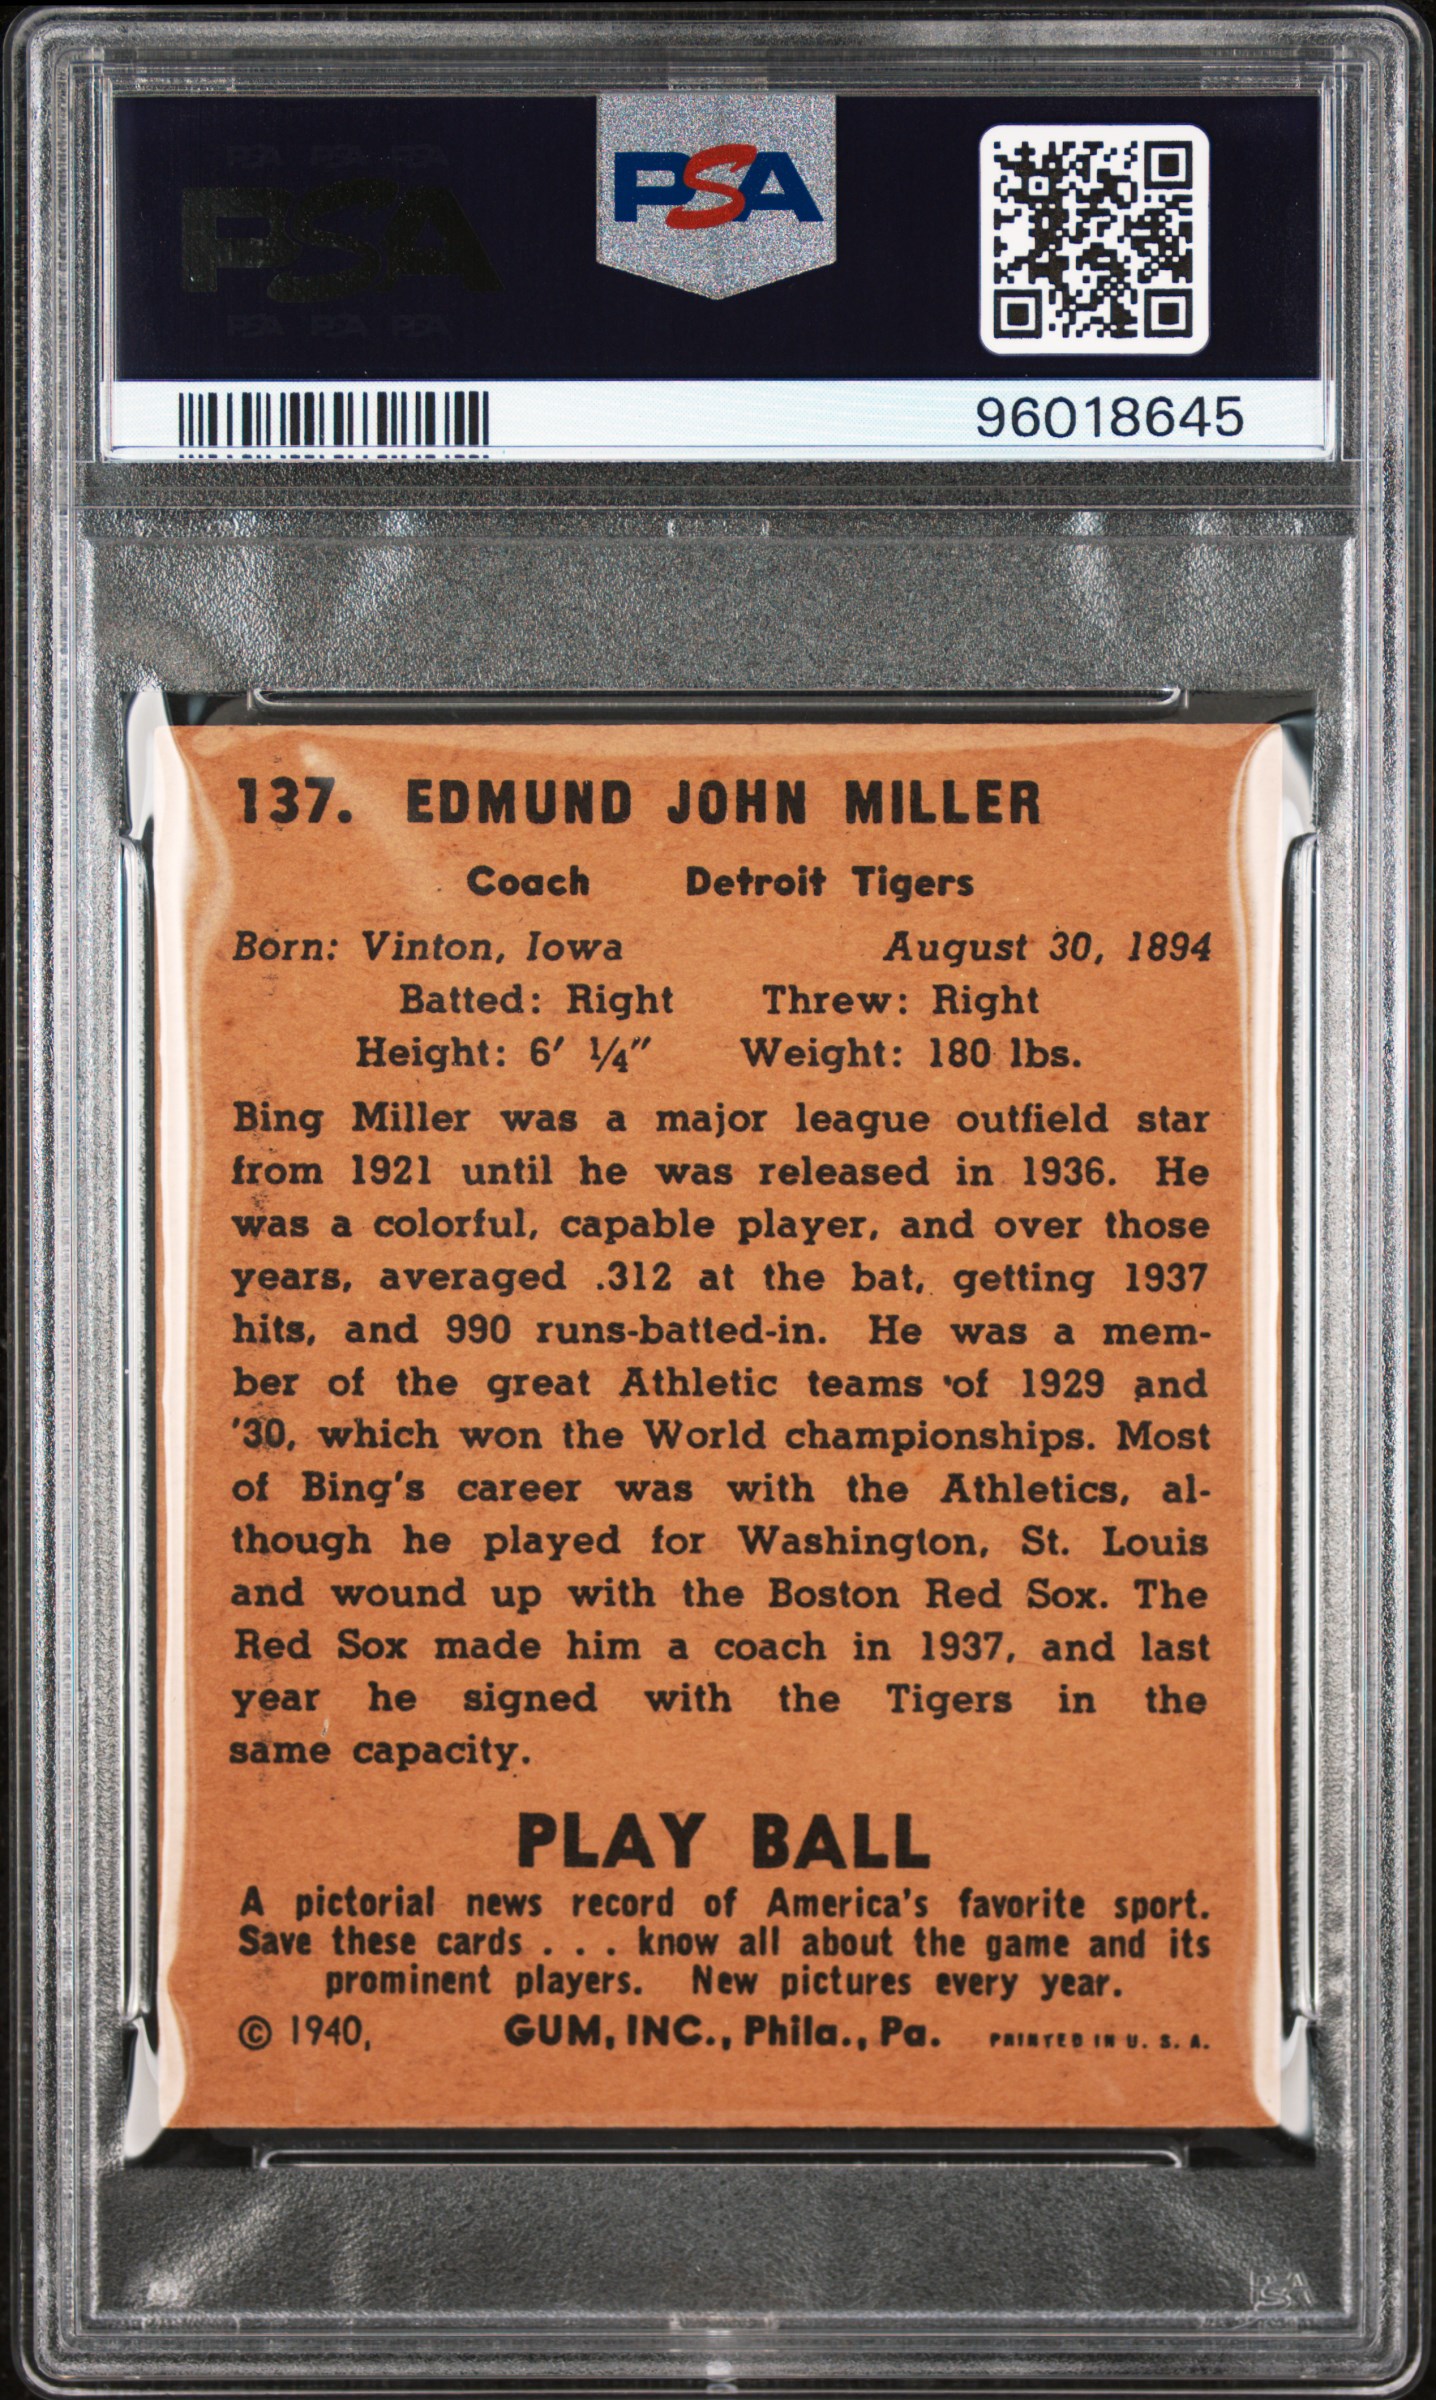 PSA
PSA PSA PSA
PSA
PSA PSA PSA
96018645
137. EDMUND JOHN MILLER
Coach Detroit Tigers
Born: Vinton, Iowa August 30, 1894
Batted: Right Threw: Right
Height: 6' ¼" Weight: 180 lbs.
Bing Miller was a major league outfield star
from 1921 until he was released in 1936. He
was a colorful, capable player, and over those
years, averaged .312 at the bat, getting 1937
hits, and 990 runs-batted-in. He was a mem-
ber of the great Athletic teams of 1929 and
'30, which won the World championships. Most
of Bing's career was with the Athletics, al-
though he played for Washington, St. Louis
and wound up with the Boston Red Sox. The
Red Sox made him a coach in 1937, and last
year he signed with the Tigers in the
same capacity.
PLAY BALL
A pictorial news record of America's favorite sport.
Save these cards . . . know all about the game and its
prominent players. New pictures every year.
© 1940, GUM, INC., Phila., Pa. PRINTED IN U. S. A.
PSA